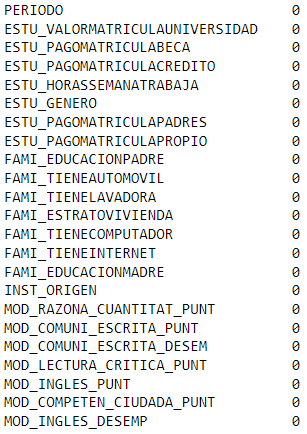 PERIODO 0
ESTU_VALORMATRICULAUNIVERSIDAD 0
ESTU_PAGOMATRICULABECA 0
ESTU_PAGOMATRICULACREDITO 0
ESTU_HORASSEMANATRABAJA 0
ESTU_GENERO 0
ESTU_PAGOMATRICULAPADRES 0
ESTU_PAGOMATRICULAPROPIO 0
FAMI_EDUCACIONPADRE 0
FAMI_TIENEAUTOMOVIL 0
FAMI_TIENELAVADORA 0
FAMI_ESTRATOVIVIENDA 0
FAMI_TIENECOMPUTADOR 0
FAMI_TIENEINTERNET 0
FAMI_EDUCACIONMADRE 0
INST_ORIGEN 0
MOD_RAZONA_CUANTITAT_PUNT 0
MOD_COMUNI_ESCRITA_PUNT 0
MOD_COMUNI_ESCRITA_DESEM 0
MOD_LECTURA_CRITICA_PUNT 0
MOD_INGLES_PUNT 0
MOD_COMPETEN_CIUDADA_PUNT 0
MOD_INGLES_DESEMP 0